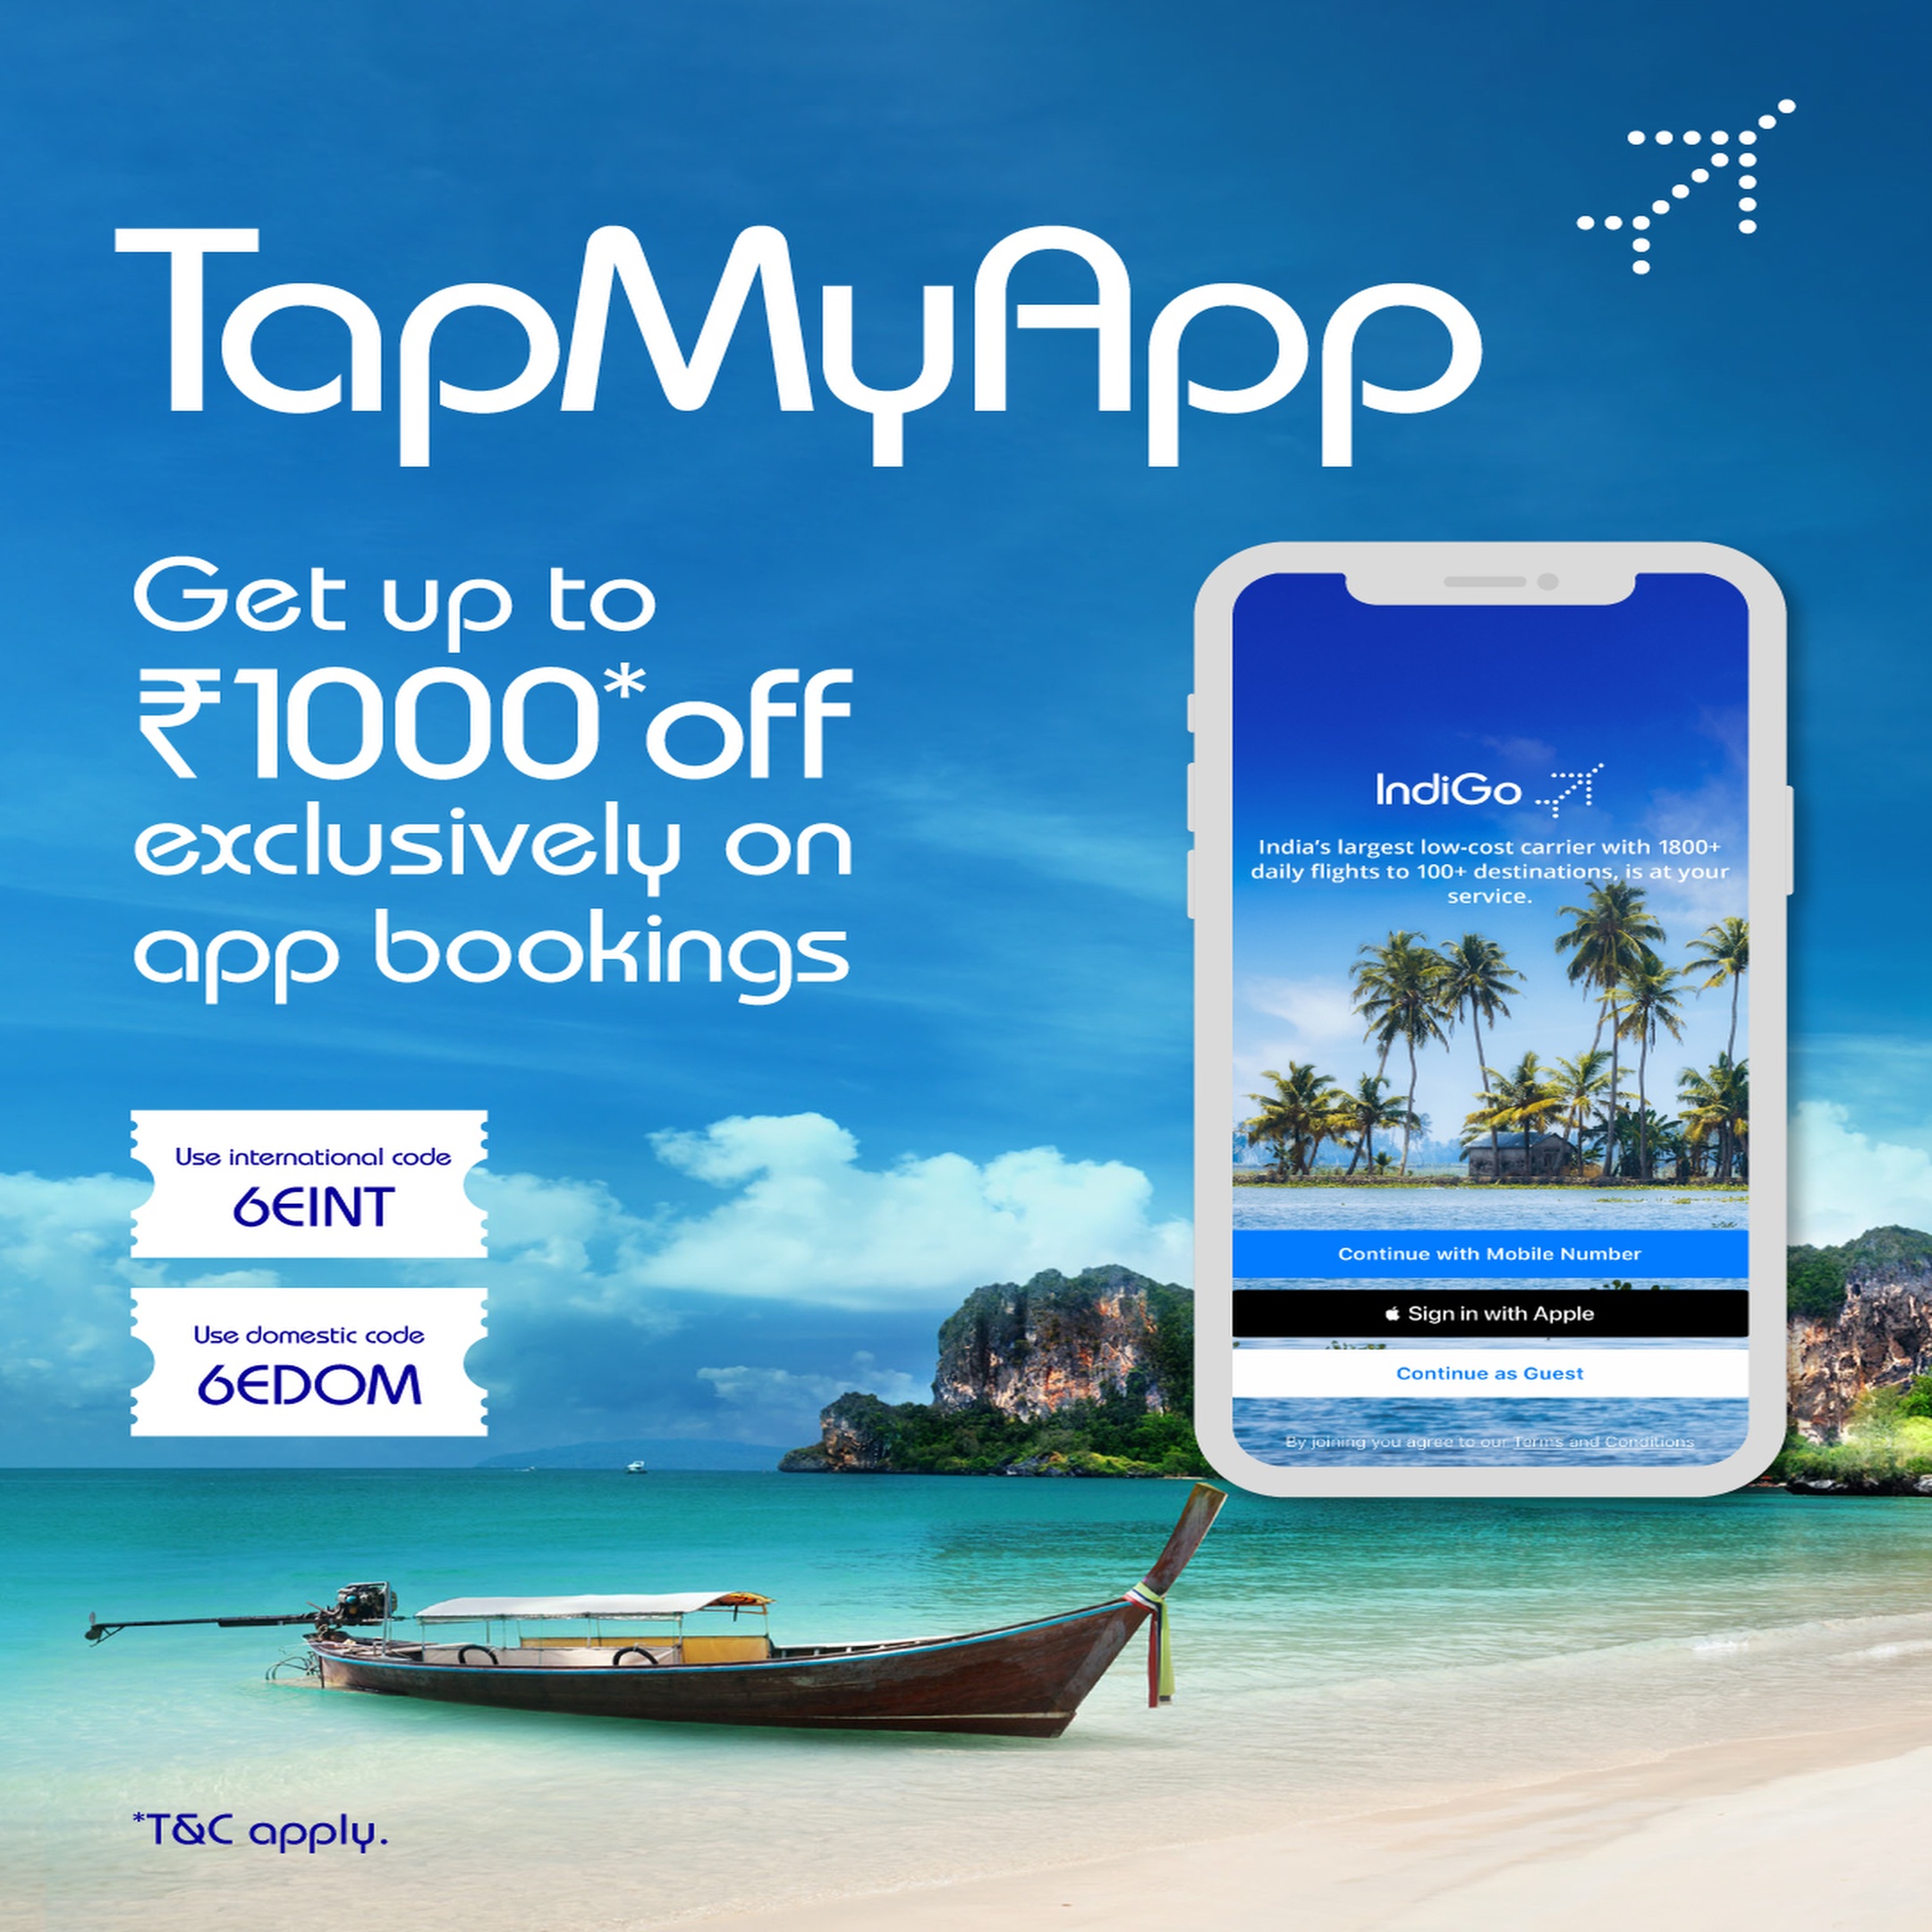 TapMyApp
Get up to
₹1000*off
exclusively on
app bookings
Use international code
6EINT
Use domestic code
6EDOM
IndiGo
India's largest low-cost carrier with 1800+
daily flights to 100+ destinations, is at your
service.
Continue with Mobile Number
Sign in with Apple
Continue as Guest
By joining you agree to our Terms and Conditions
*T&C apply.